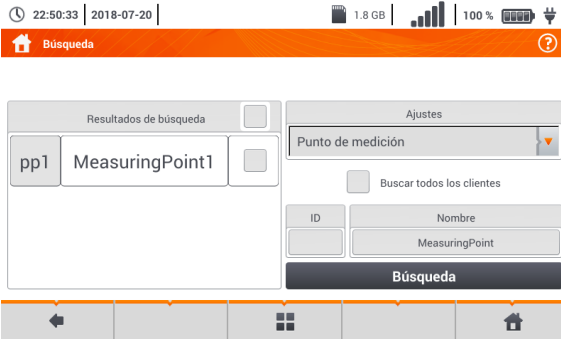 22:50:33 2018-07-20 1.8 GB 100 %
Búsqueda
Resultados de búsqueda
pp1 MeasuringPoint1
Ajustes
Punto de medición
Buscar todos los clientes
ID Nombre
MeasuringPoint
Búsqueda